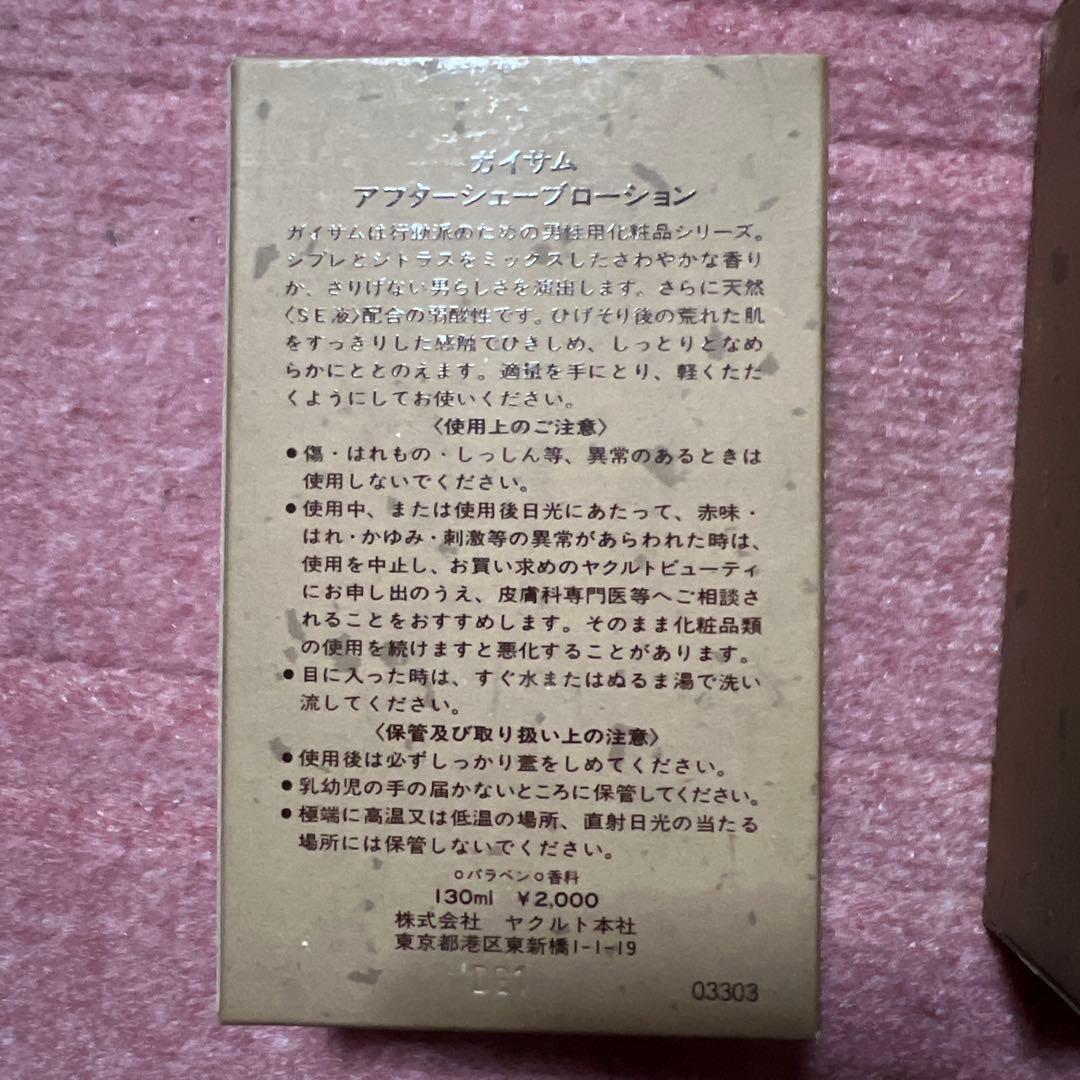 ガイサム
アフターシェーブローション
ガイサムは行動派のための男性用化粧品シリーズ。
シプレとシトラスをミックスしたさわやかな香り
が、さりげない男らしさを演出します。さらに天然
〈SE液〉配合の弱酸性です。ひげそり後の荒れた肌
をすっきりした感触でひきしめ、しっとりとなめ
らかにととのえます。適量を手にとり、軽くたた
くようにしてお使いください。
〈使用上のご注意〉
●傷・はれもの・しっしん等、異常のあるときは
使用しないでください。
●使用中、または使用後日光にあたって、赤味・
はれ・かゆみ・刺激等の異常があらわれた時は、
使用を中止し、お買い求めのヤクルトビューティ
にお申し出のうえ、皮膚科専門医等へご相談さ
れることをおすすめします。そのまま化粧品類
の使用を続けますと悪化することがあります。
●目に入った時は、すぐ水またはぬるま湯で洗い
流してください。
〈保管及び取り扱い上の注意〉
●使用後は必ずしっかり蓋をしめてください。
●乳幼児の手の届かないところに保管してください。
●極端に高温又は低温の場所、直射日光の当たる
場所には保管しないでください。
○パラベン○香料
130ml ¥2,000
株式会社 ヤクルト本社
東京都港区東新橋1-1-19
03303